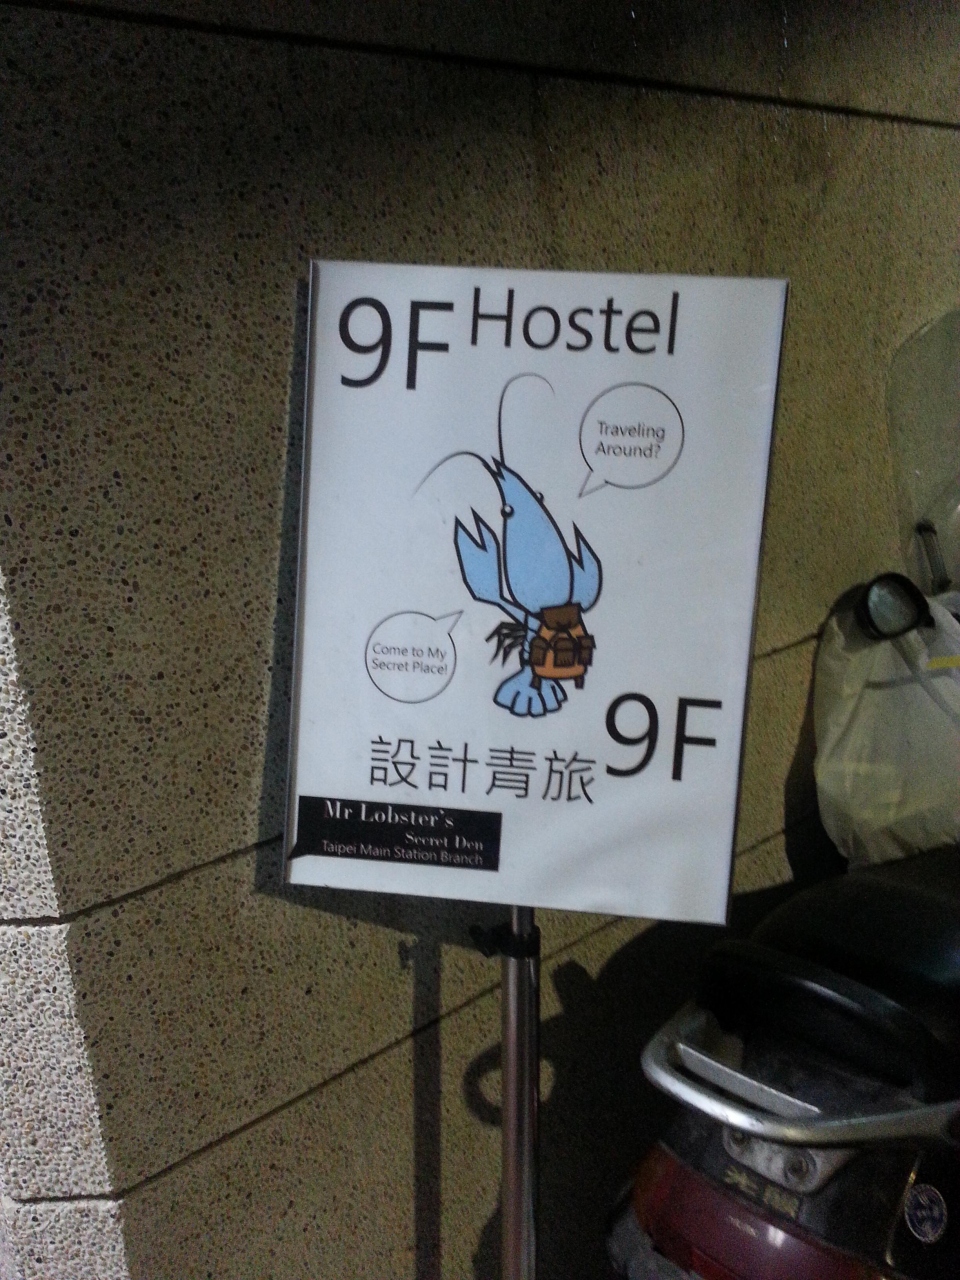 9F Hostel
Traveling
Around?
Come to My
Secret Place!
設計青旅 9F
Mr Lobster's
Secret Den
Taipei Main Station Branch